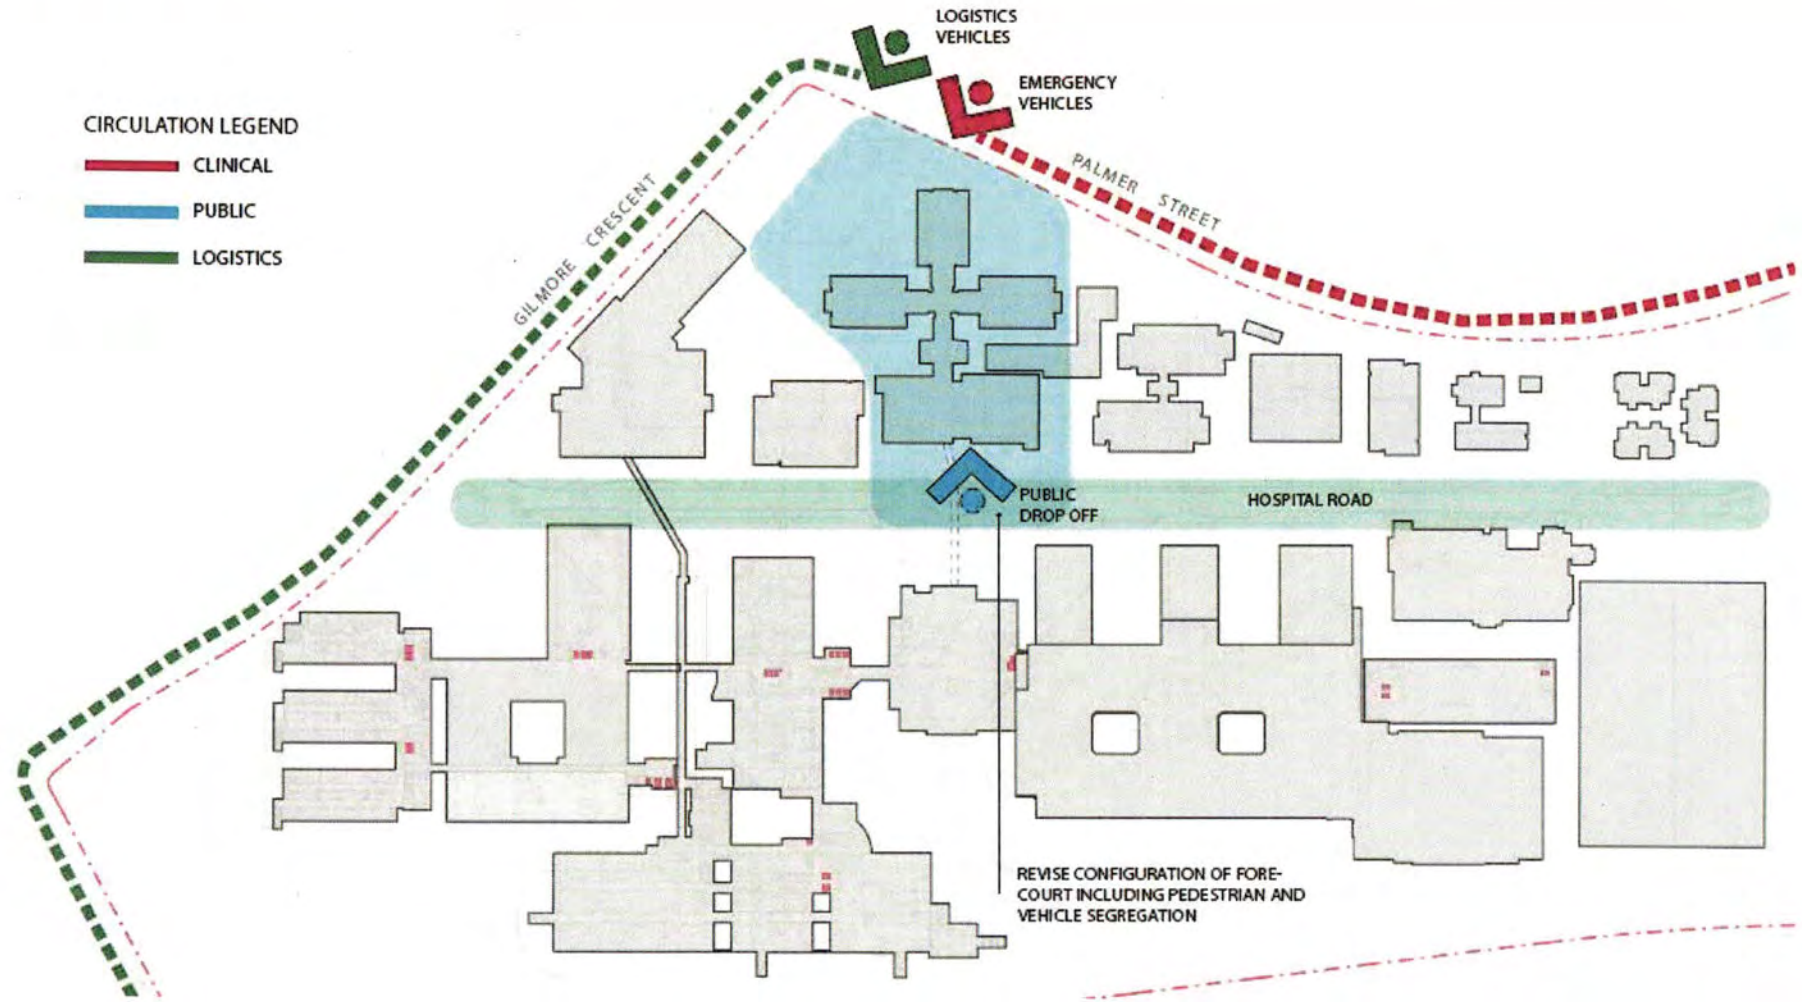 LOGISTICS
VEHICLES
EMERGENCY
VEHICLES
CIRCULATION LEGEND
CLINICAL
PUBLIC
LOGISTICS
GILMORE CRESCENT
PALMER STREET
PUBLIC
DROP OFF
HOSPITAL ROAD
REVISE CONFIGURATION OF FORE-
COURT INCLUDING PEDESTRIAN AND
VEHICLE SEGREGATION